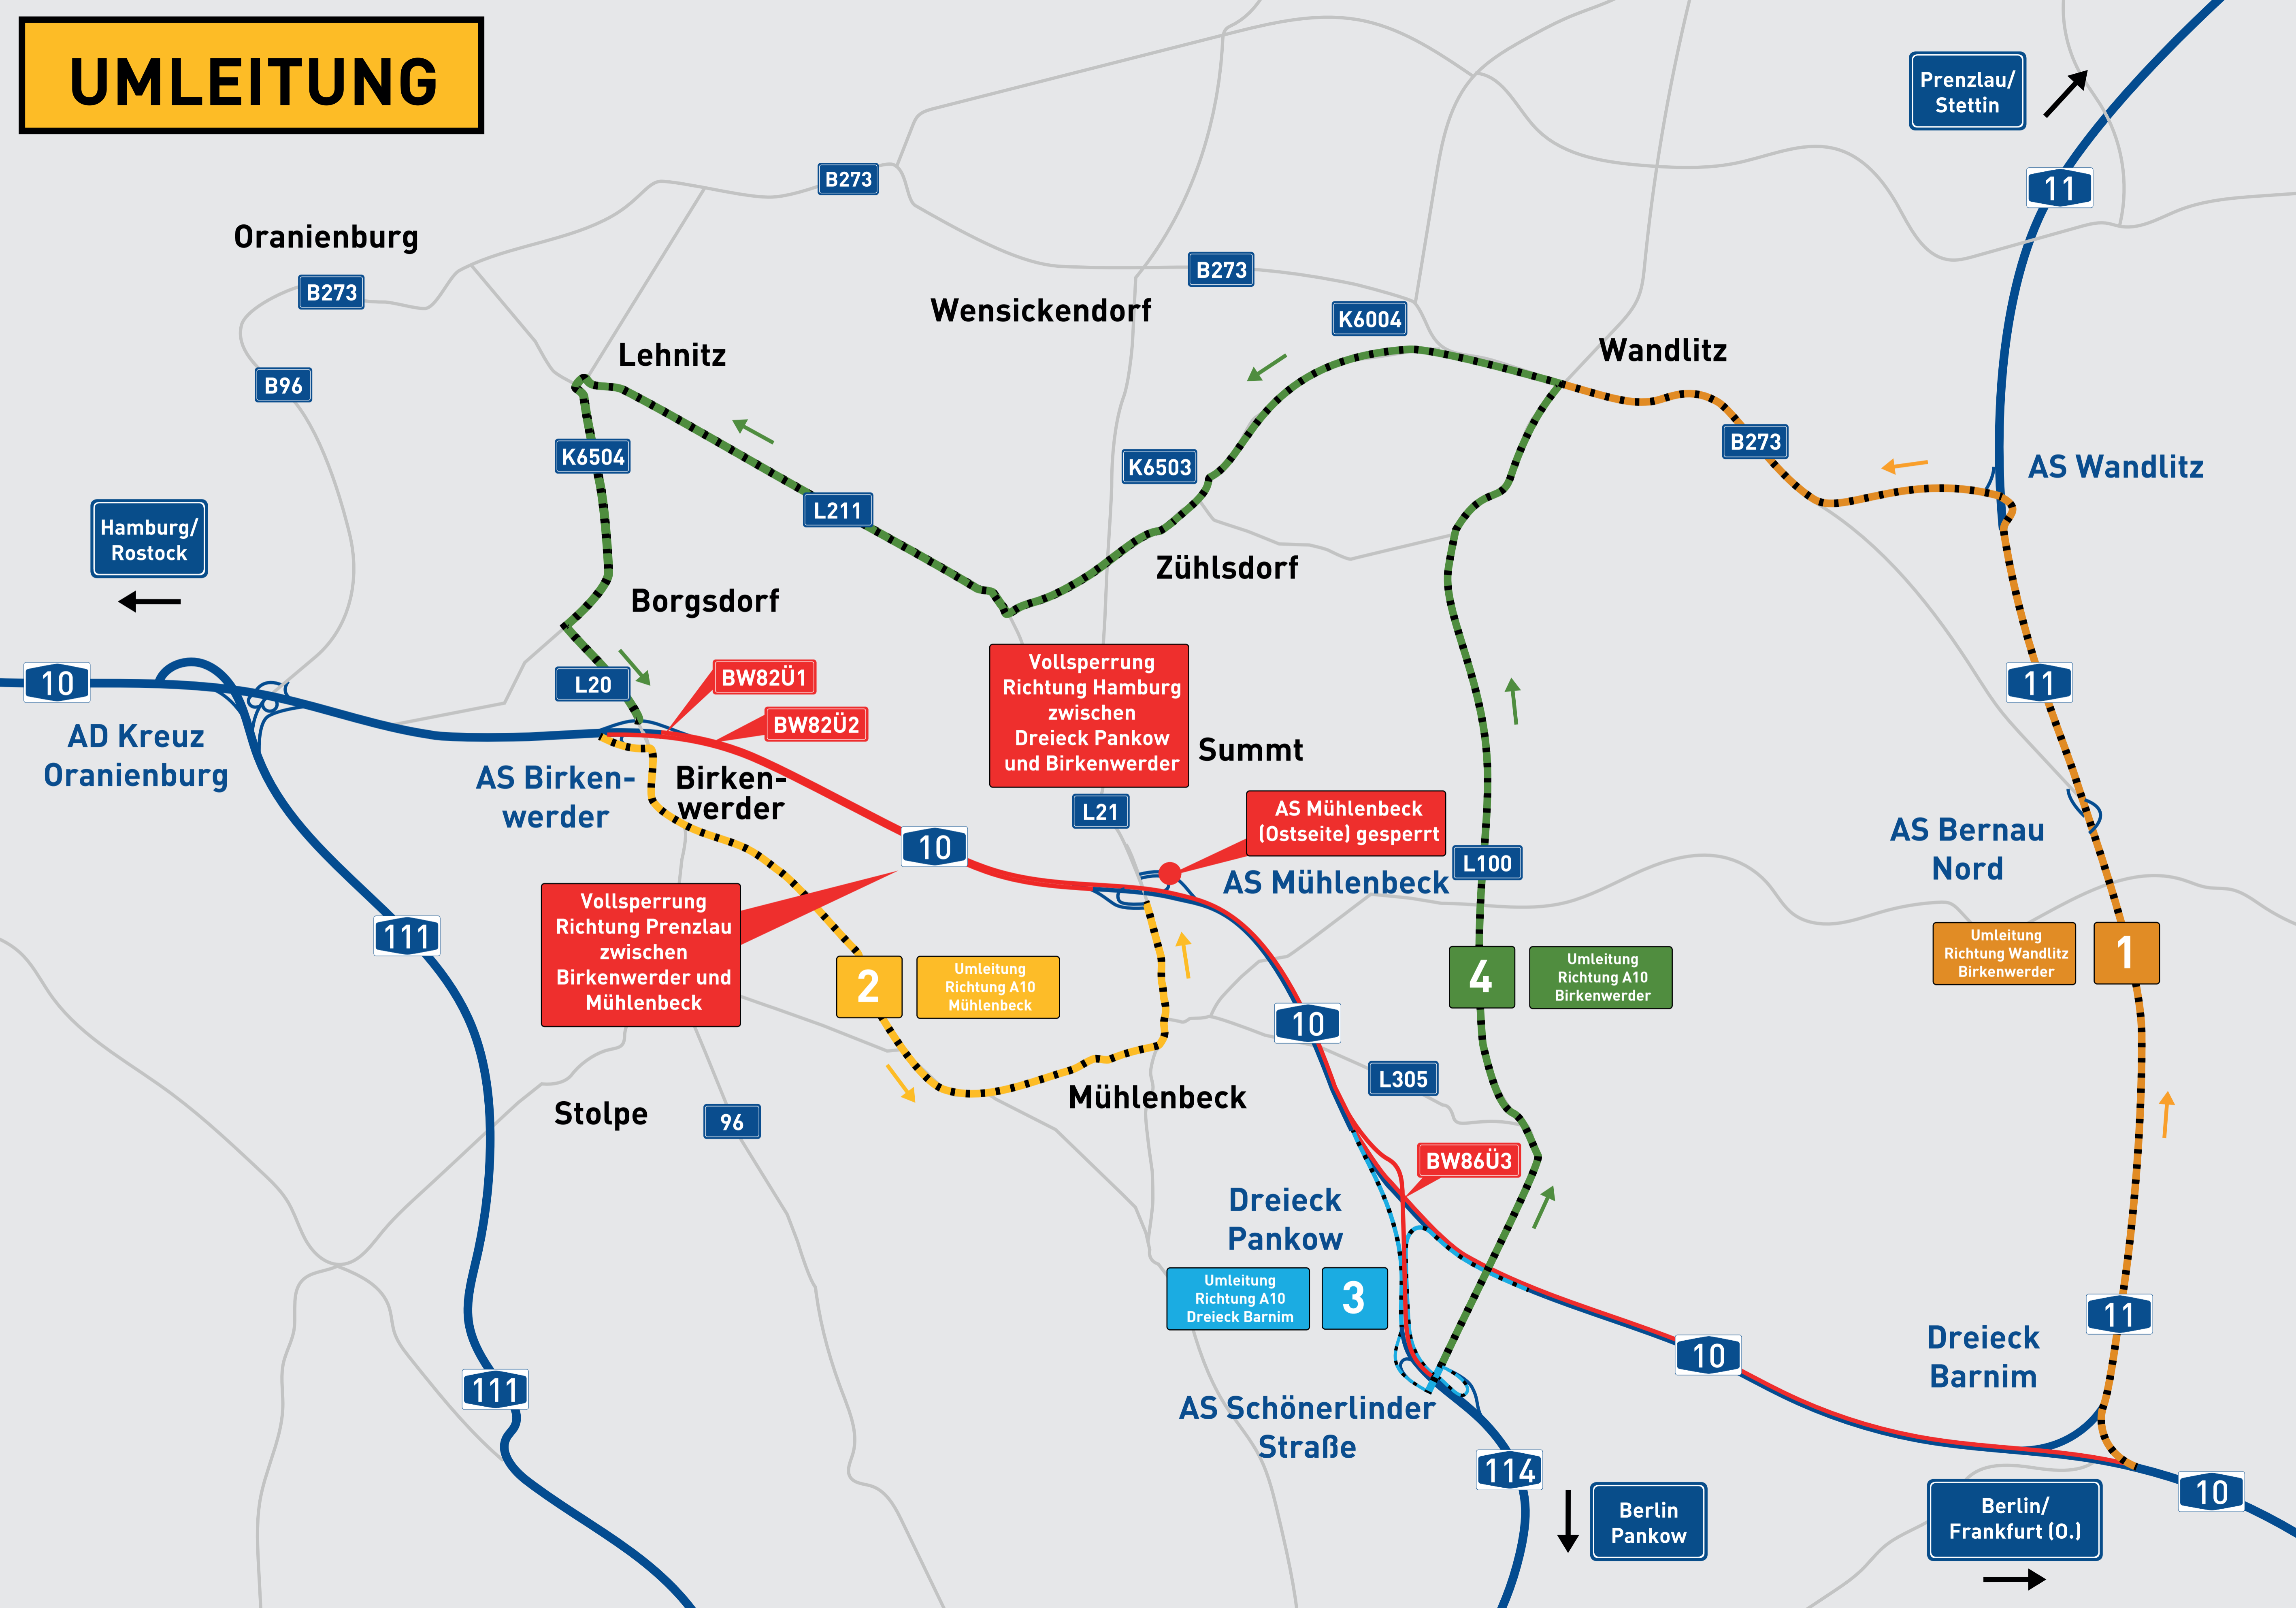 UMLEITUNG
Prenzlau/
Stettin
11
B273
Oranienburg
B273
B273
Wensickendorf
K6004
Lehnitz
Wandlitz
B96
B273
K6504
K6503
AS Wandlitz
L211
Hamburg/
Rostock
Zühlsdorf
Borgsdorf
10
L20
BW82Ü1
BW82Ü2
Vollsperrung
Richtung Hamburg
zwischen
Dreieck Pankow
und Birkenwerder
11
AD Kreuz
Oranienburg
Summt
AS Birken-
werder
Birken-
werder
L21
AS Mühlenbeck
(Ostseite) gesperrt
10
AS Bernau
Nord
L100
AS Mühlenbeck
Vollsperrung
Richtung Prenzlau
zwischen
Birkenwerder und
Mühlenbeck
111
Umleitung
Richtung Wandlitz
Birkenwerder
1
2
Umleitung
Richtung A10
Mühlenbeck
4
Umleitung
Richtung A10
Birkenwerder
10
L305
Mühlenbeck
Stolpe
96
BW86Ü3
Dreieck
Pankow
Umleitung
Richtung A10
Dreieck Barnim
3
11
Dreieck
Barnim
10
111
AS Schönerlinder
Straße
114
10
Berlin
Pankow
Berlin/
Frankfurt (O.)